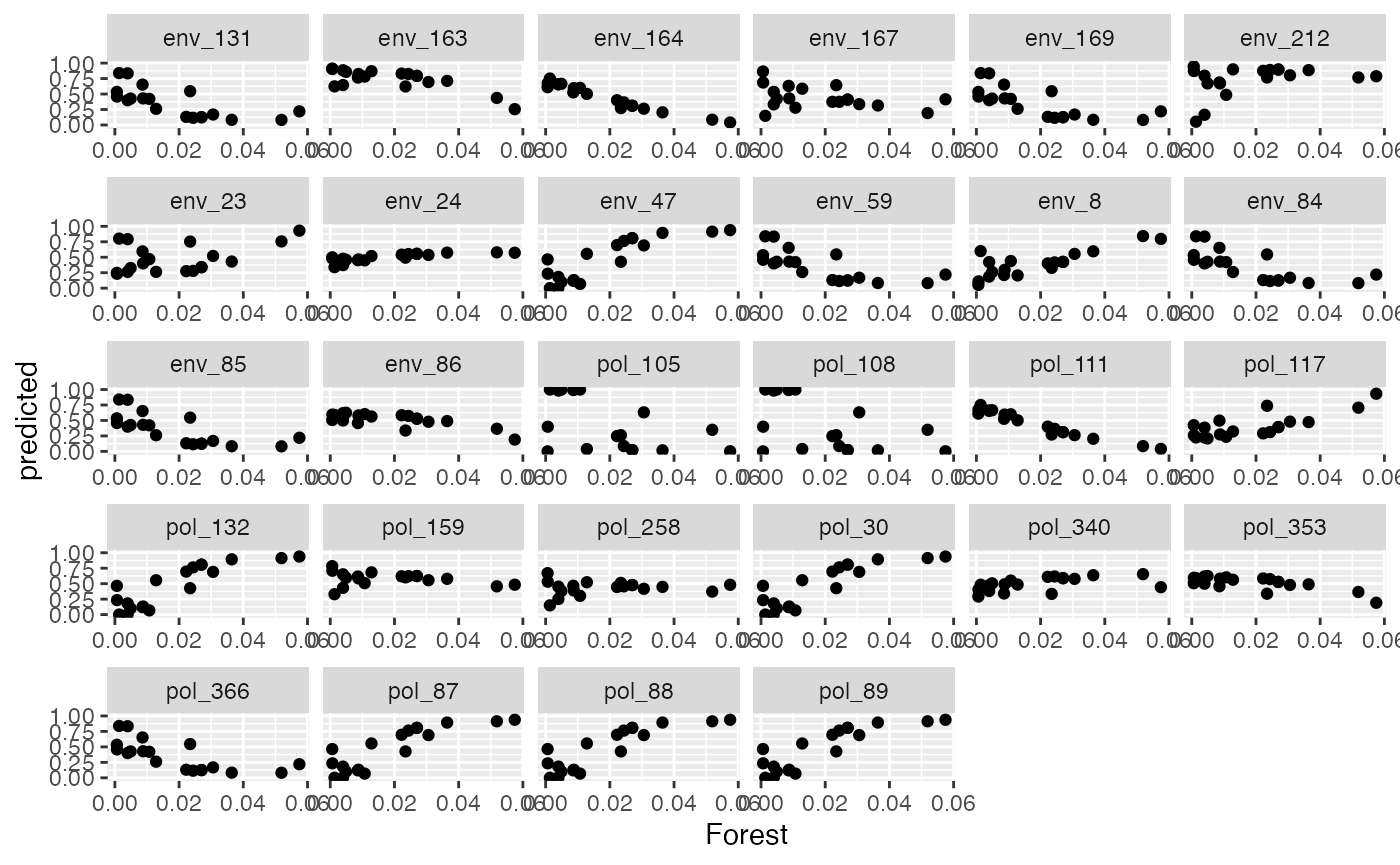 env_131 env_163 env_164 env_167 env_169 env_212
1.00
0.75
0.50
0.25
0.00
0.00 0.02 0.04 0.06 0.00 0.02 0.04 0.06 0.00 0.02 0.04 0.06 0.00 0.02 0.04 0.06 0.00 0.02 0.04 0.06 0.00 0.02 0.04 0.06
env_23 env_24 env_47 env_59 env_8 env_84
1.00
0.75
0.50
0.25
0.00
0.00 0.02 0.04 0.06 0.00 0.02 0.04 0.06 0.00 0.02 0.04 0.06 0.00 0.02 0.04 0.06 0.00 0.02 0.04 0.06 0.00 0.02 0.04 0.06
env_85 env_86 pol_105 pol_108 pol_111 pol_117
1.00
0.75
0.50
0.25
0.00
0.00 0.02 0.04 0.06 0.00 0.02 0.04 0.06 0.00 0.02 0.04 0.06 0.00 0.02 0.04 0.06 0.00 0.02 0.04 0.06 0.00 0.02 0.04 0.06
predicted
pol_132 pol_159 pol_258 pol_30 pol_340 pol_353
1.00
0.75
0.50
0.25
0.00
0.00 0.02 0.04 0.06 0.00 0.02 0.04 0.06 0.00 0.02 0.04 0.06 0.00 0.02 0.04 0.06 0.00 0.02 0.04 0.06 0.00 0.02 0.04 0.06
pol_366 pol_87 pol_88 pol_89
1.00
0.75
0.50
0.25
0.00
0.00 0.02 0.04 0.06 0.00 0.02 0.04 0.06 0.00 0.02 0.04 0.06 0.00 0.02 0.04 0.06
Forest